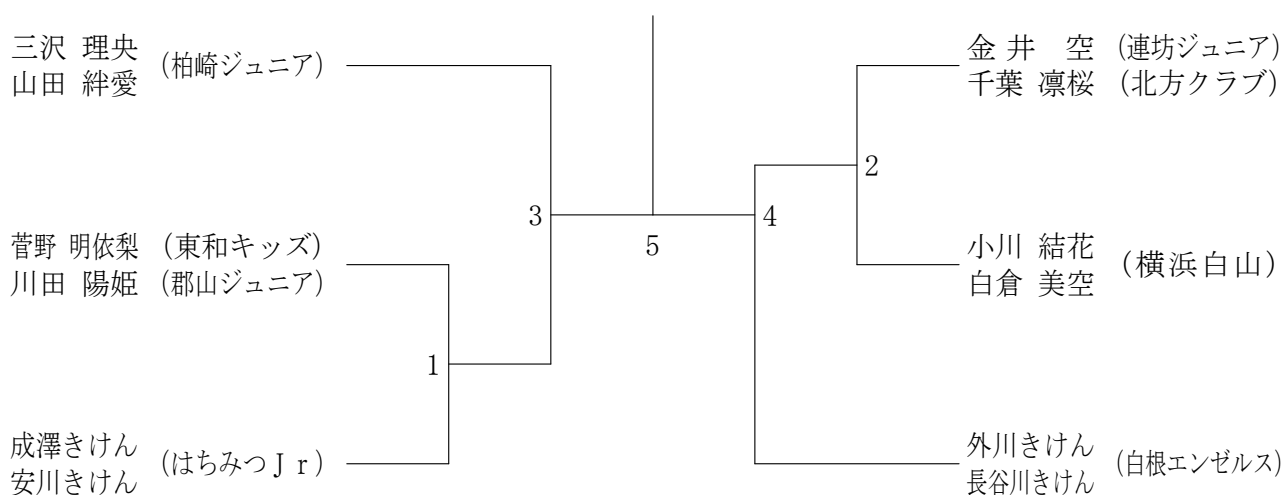 三沢 理央
山田 絆愛
(柏崎ジュニア)
菅野 明依梨 (東和キッズ)
川田 陽姫 (郡山ジュニア)
成澤きけん
安川きけん
(はちみつJr)
1
3
5
4
2
金井 空 (連坊ジュニア)
千葉 凛桜 (北方クラブ)
小川 結花
白倉 美空
(横浜白山)
外川きけん
長谷川きけん
(白根エンゼルス)